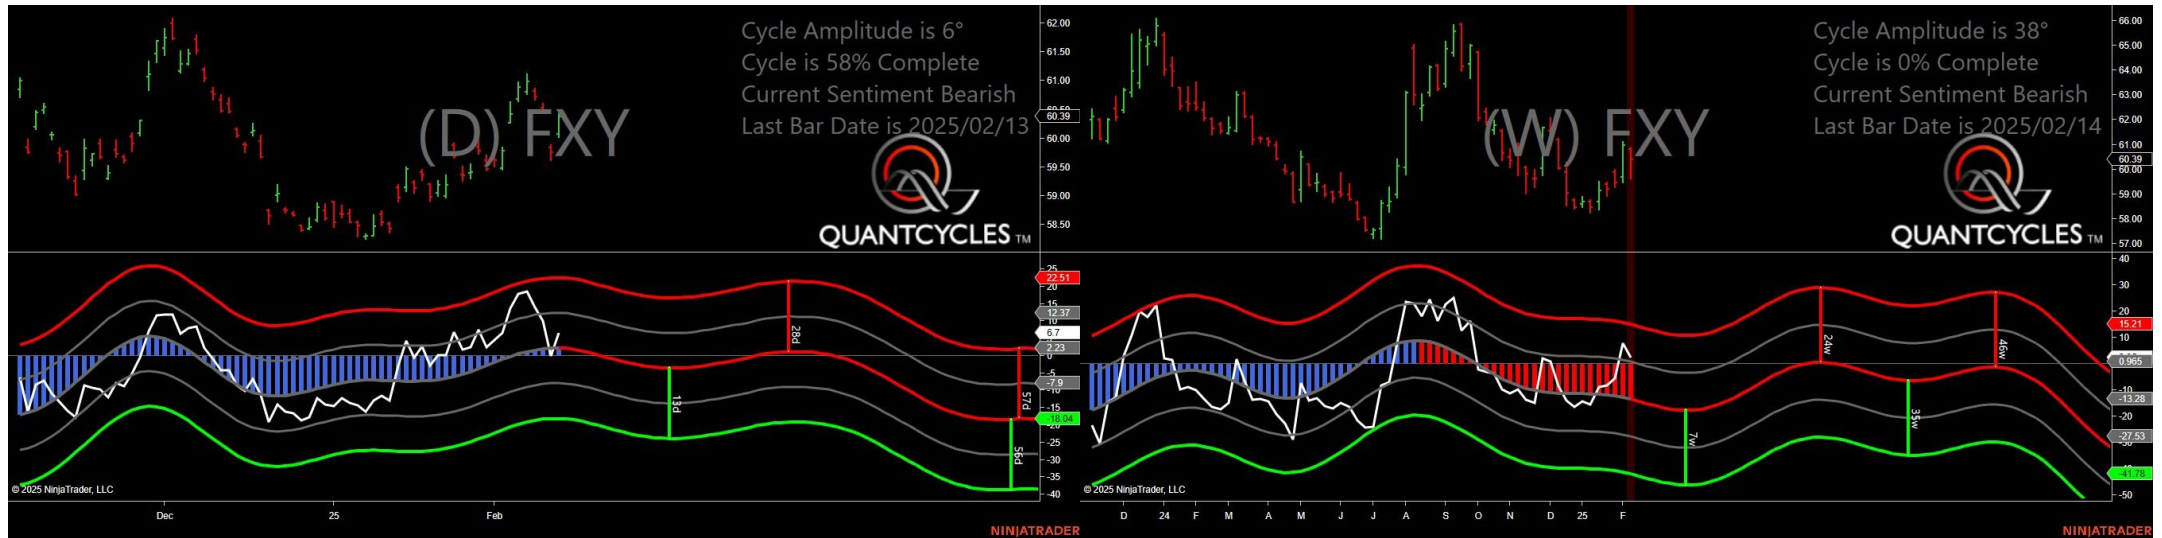 Cycle Amplitude is 6°
Cycle is 58% Complete
Current Sentiment Bearish
Last Bar Date is 2025/02/13
(D) FXY
QUANTCYCLES TM
62.00
61.50
61.00
60.50
60.39
60.00
59.50
59.00
58.50
25
22.51
20
15
12.37
10
6.7
2.23
0
-5
-7.9
-15
-18.04
-25
-30
-35
-40
28d
13d
57d
56d
© 2025 NinjaTrader, LLC
Dec
25
Feb
NINJATRADER
Cycle Amplitude is 38°
Cycle is 0% Complete
Current Sentiment Bearish
Last Bar Date is 2025/02/14
(W) FXY
QUANTCYCLES TM
66.00
65.00
64.00
63.00
62.00
61.00
60.39
60.00
59.00
58.00
57.00
40
30
20
15.21
10
0.965
-10
-13.28
-20
-27.53
-30
-41.78
-50
24w
46w
7w
35w
© 2025 NinjaTrader, LLC
D
24
F
M
A
M
J
J
A
S
O
N
D
25
F
NINJATRADER